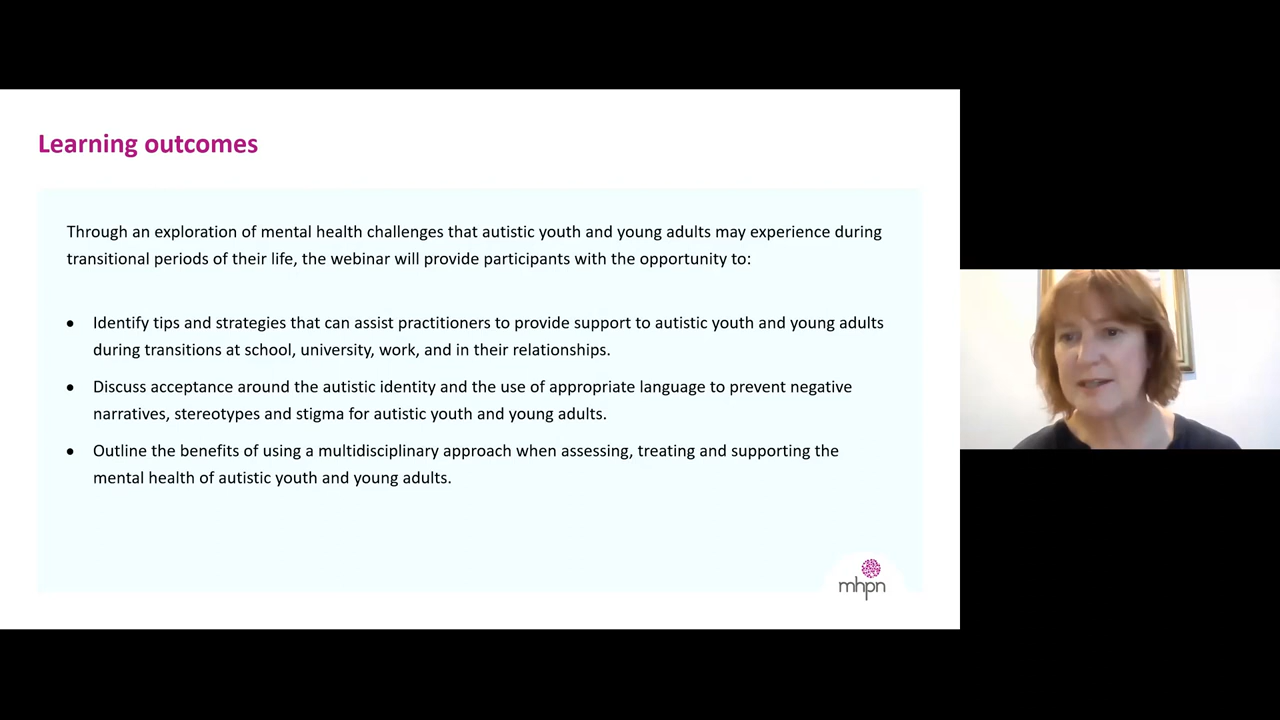 Learning outcomes
Through an exploration of mental health challenges that autistic youth and young adults may experience during
transitional periods of their life, the webinar will provide participants with the opportunity to:
● Identify tips and strategies that can assist practitioners to provide support to autistic youth and young adults
during transitions at school, university, work, and in their relationships.
● Discuss acceptance around the autistic identity and the use of appropriate language to prevent negative
narratives, stereotypes and stigma for autistic youth and young adults.
● Outline the benefits of using a multidisciplinary approach when assessing, treating and supporting the
mental health of autistic youth and young adults.
mhpn